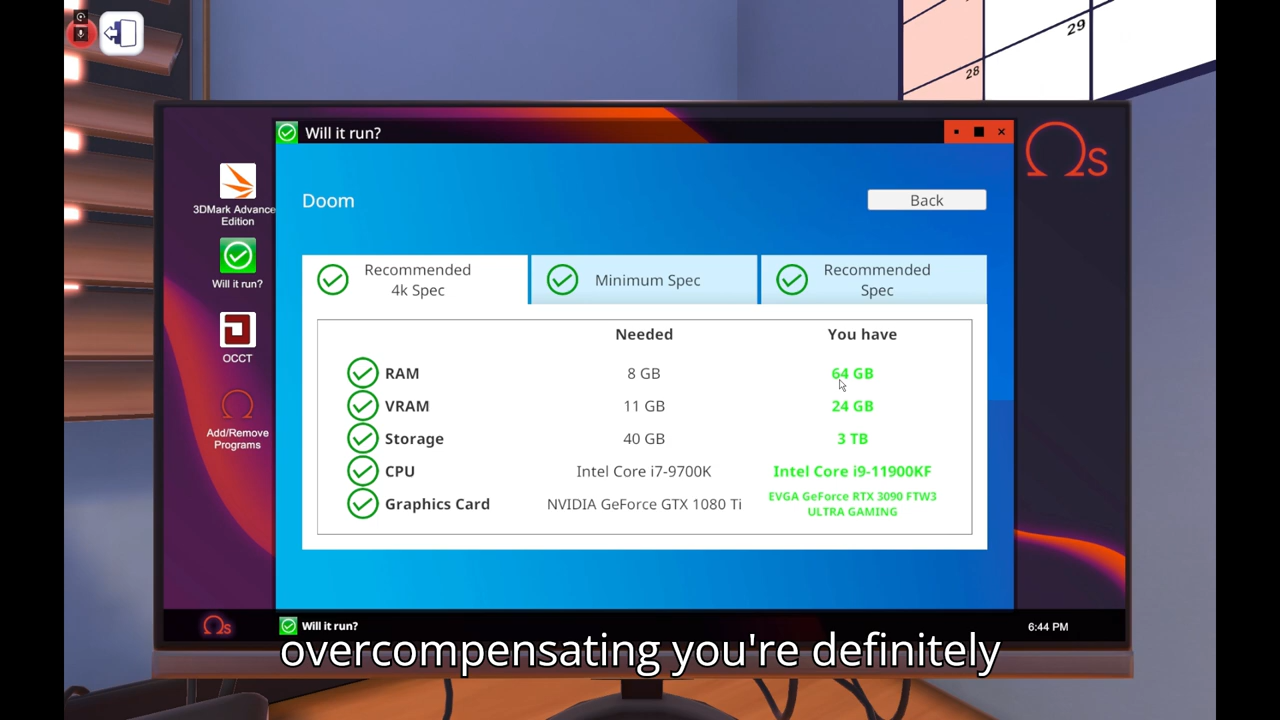 29
28
Will it run?
Ωs
3DMark Advance
Edition
Will it run?
OCCT
Add/Remove
Programs
Doom
Back
Recommended
4k Spec
Minimum Spec
Recommended
Spec
Needed You have
RAM 8 GB 64 GB
VRAM 11 GB 24 GB
Storage 40 GB 3 TB
CPU Intel Core i7-9700K Intel Core i9-11900KF
Graphics Card NVIDIA GeForce GTX 1080 Ti EVGA GeForce RTX 3090 FTW3
ULTRA GAMING
Ωs Will it run? 6:44 PM
overcompensating you're definitely